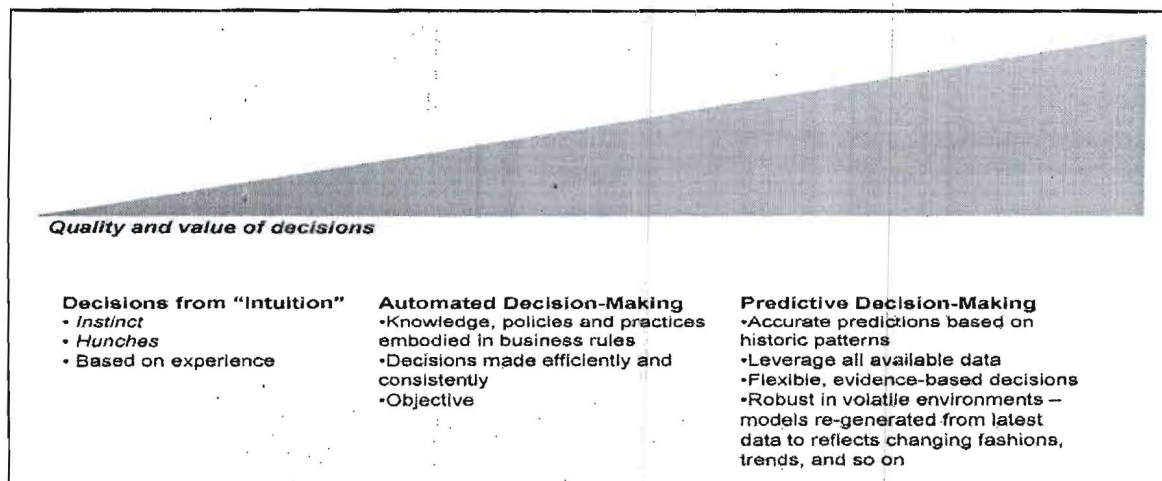 Quality and value of decisions
Decisions from "Intuition"
• Instinct
• Hunches
• Based on experience
Automated Decision-Making
•Knowledge, policies and practices
embodied in business rules
•Decisions made efficiently and
consistently
•Objective
Predictive Decision-Making
•Accurate predictions based on
historic patterns
•Leverage all available data
•Flexible, evidence-based decisions
•Robust in volatile environments –
models re-generated from latest
data to reflects changing fashions,
trends, and so on